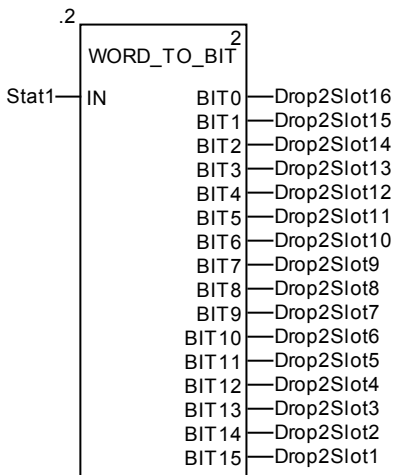 .2
2
WORD_TO_BIT
Stat1 IN BIT0 Drop2Slot16
BIT1 Drop2Slot15
BIT2 Drop2Slot14
BIT3 Drop2Slot13
BIT4 Drop2Slot12
BIT5 Drop2Slot11
BIT6 Drop2Slot10
BIT7 Drop2Slot9
BIT8 Drop2Slot8
BIT9 Drop2Slot7
BIT10 Drop2Slot6
BIT11 Drop2Slot5
BIT12 Drop2Slot4
BIT13 Drop2Slot3
BIT14 Drop2Slot2
BIT15 Drop2Slot1